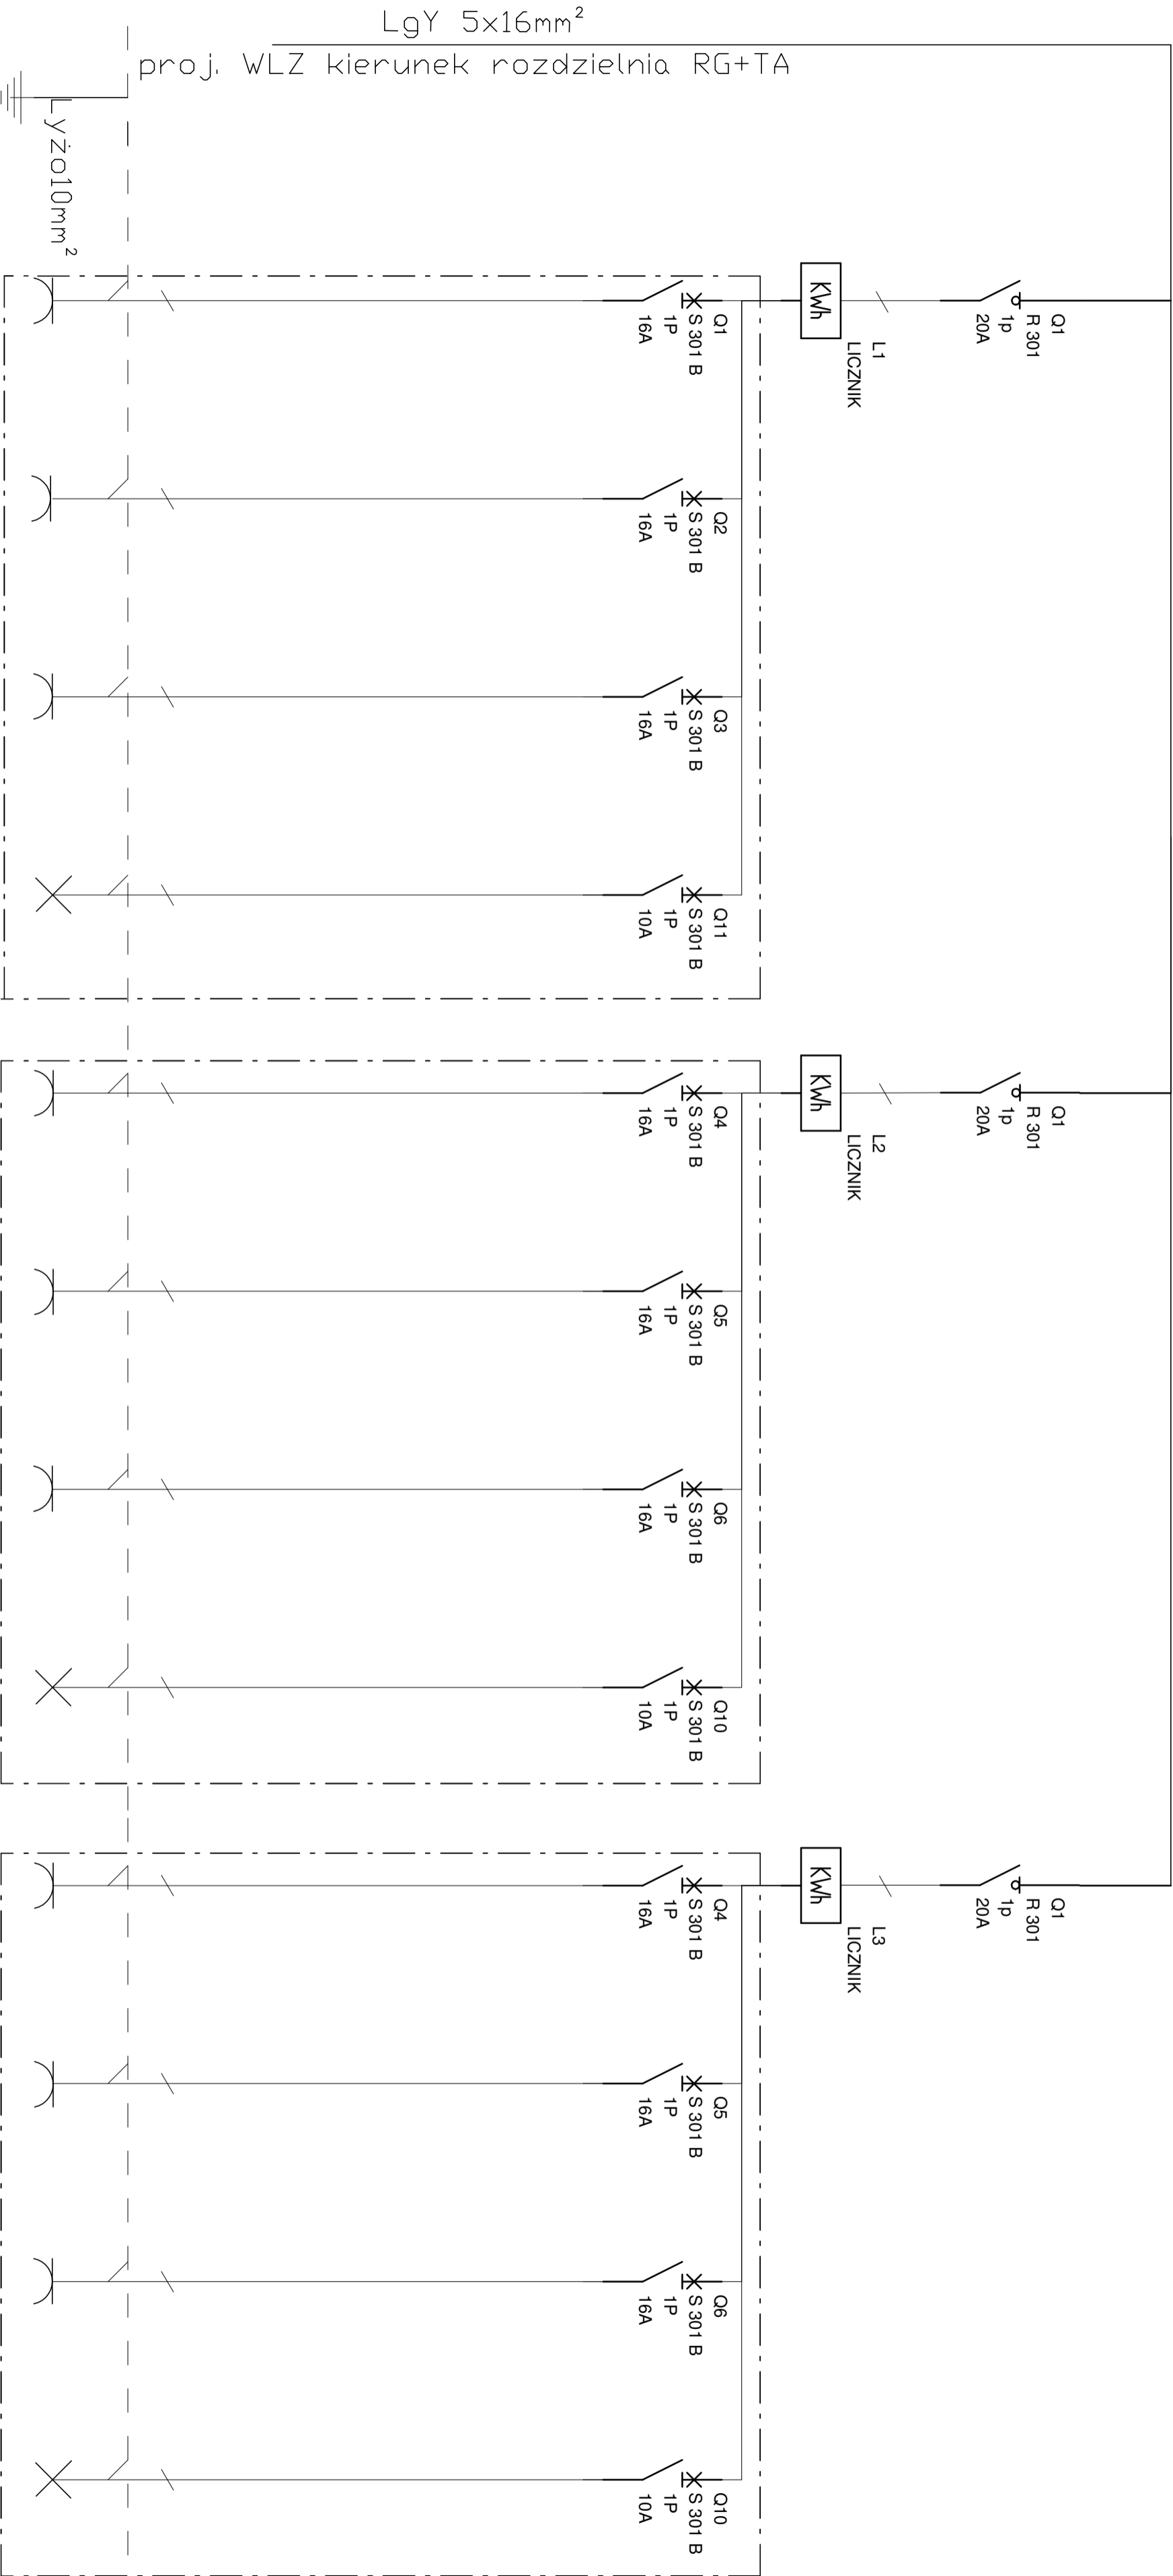 LgY 5x16mm²
proj. WLZ kierunek rozdzielnia RG+TA
Lyżo10mm²
Q1
R 301
1p
20A
L1
LICZNIK
KWh
Q1
S 301 B
1P
16A
Q2
S 301 B
1P
16A
Q3
S 301 B
1P
16A
Q11
S 301 B
1P
10A
Q1
R 301
1p
20A
L2
LICZNIK
KWh
Q4
S 301 B
1P
16A
Q5
S 301 B
1P
16A
Q6
S 301 B
1P
16A
Q10
S 301 B
1P
10A
Q1
R 301
1p
20A
L3
LICZNIK
KWh
Q4
S 301 B
1P
16A
Q5
S 301 B
1P
16A
Q6
S 301 B
1P
16A
Q10
S 301 B
1P
10A